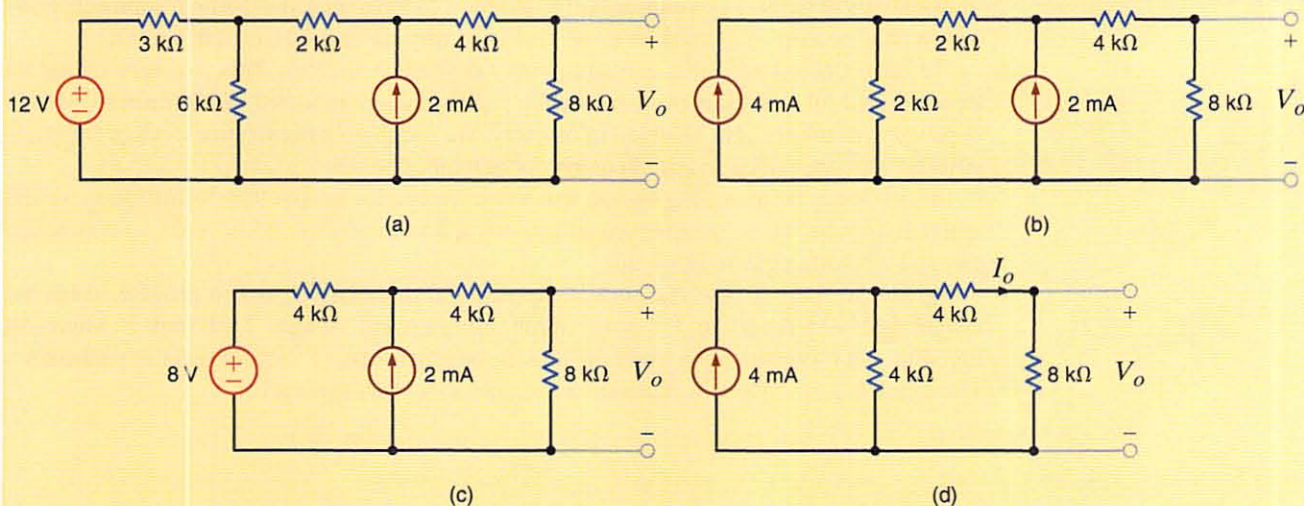 3 kΩ 2 kΩ 4 kΩ +
12 V + − 6 kΩ 2 mA 8 kΩ Vo
−
(a)
2 kΩ 4 kΩ +
4 mA 2 kΩ 2 mA 8 kΩ Vo
−
(b)
4 kΩ 4 kΩ +
8 V + − 2 mA 8 kΩ Vo
−
(c)
Io
4 kΩ +
4 mA 4 kΩ 8 kΩ Vo
−
(d)